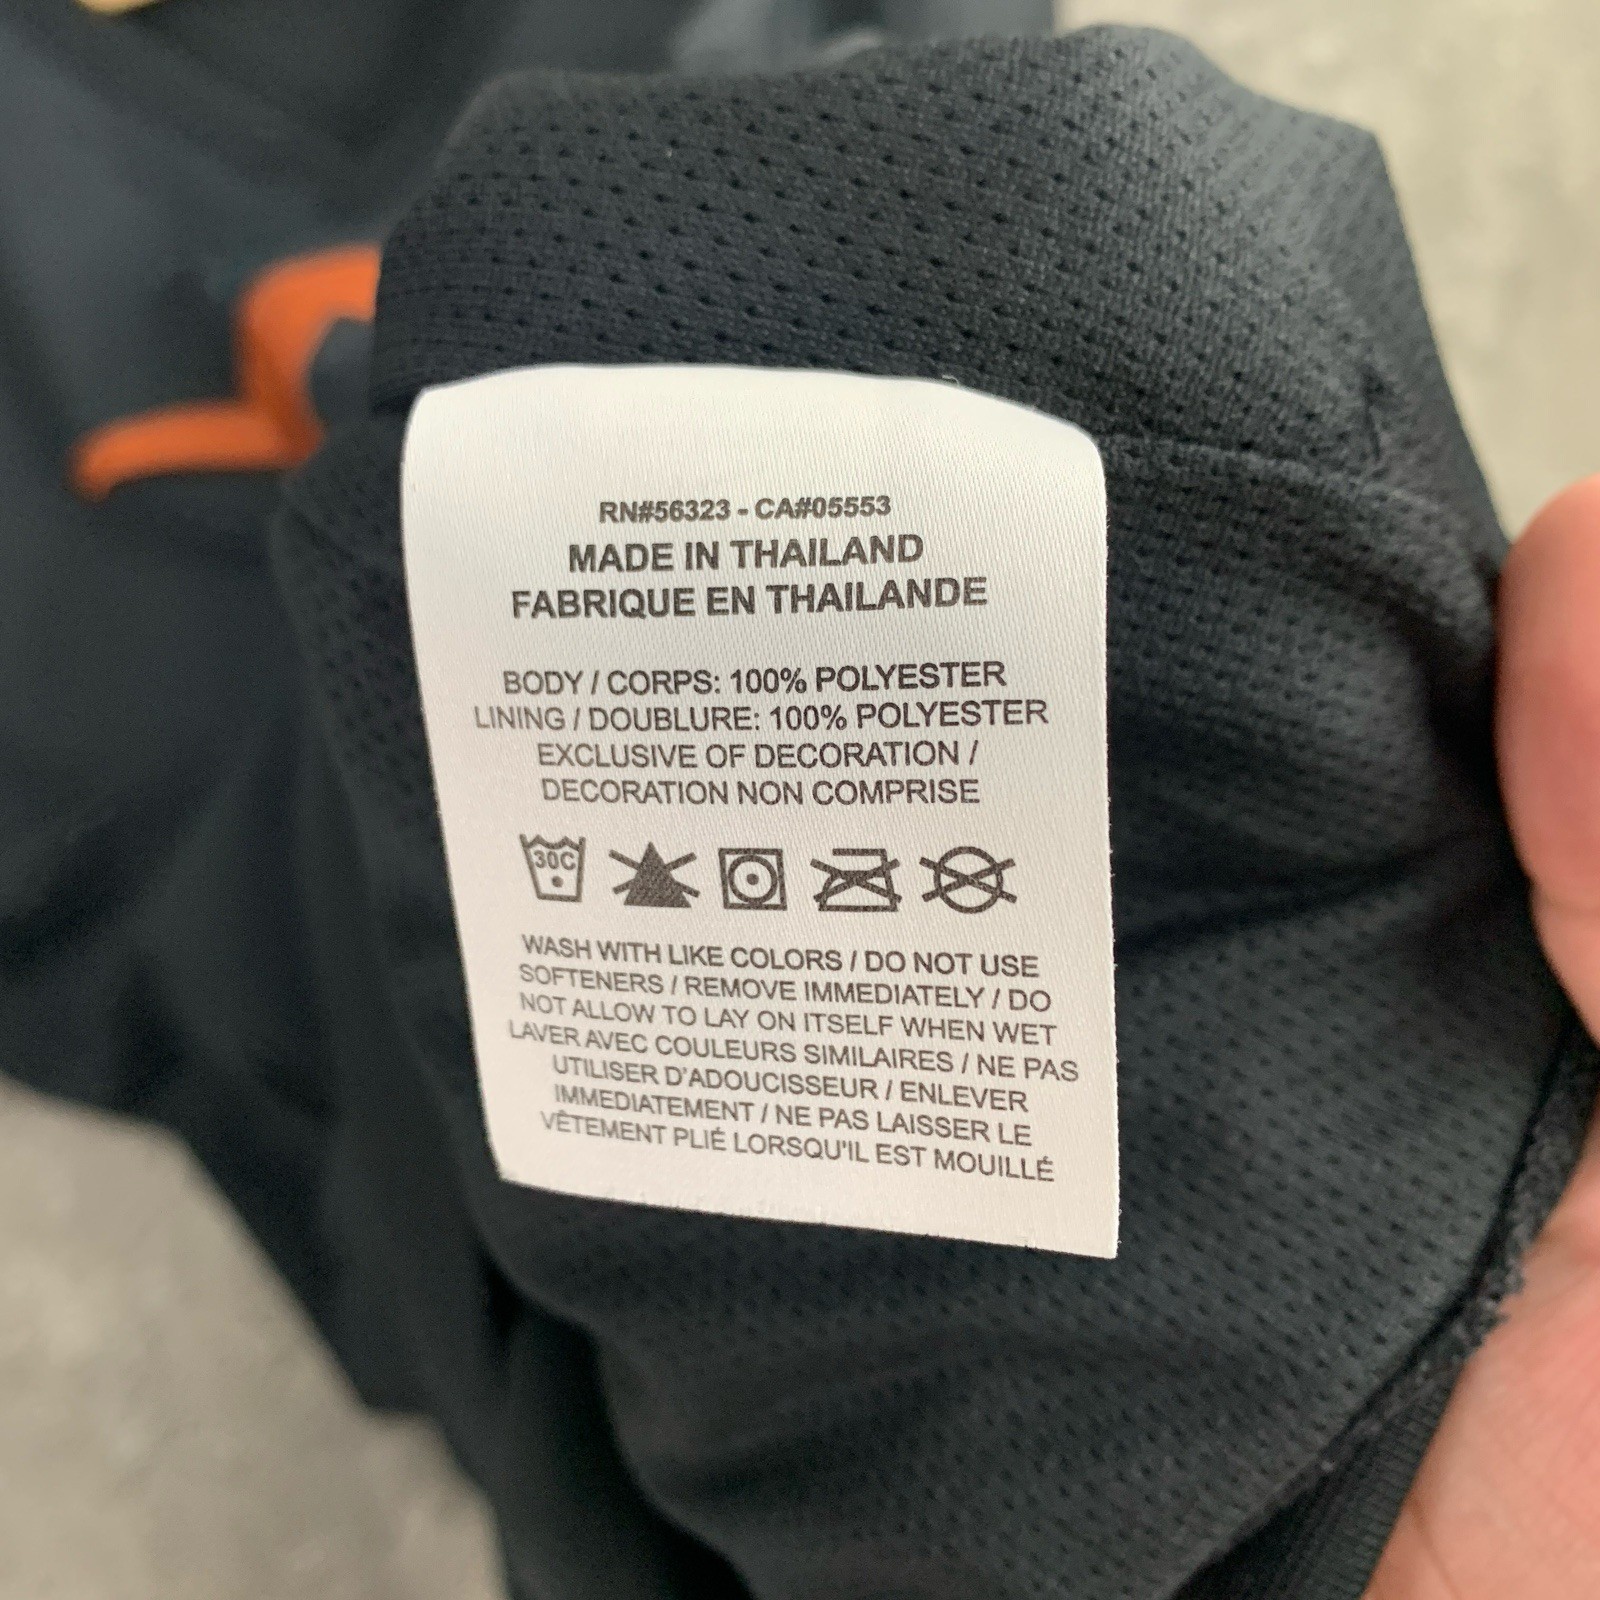 RN#56323 - CA#05553
MADE IN THAILAND
FABRIQUE EN THAILANDE
BODY / CORPS: 100% POLYESTER
LINING / DOUBLURE: 100% POLYESTER
EXCLUSIVE OF DECORATION /
DECORATION NON COMPRISE
30C
WASH WITH LIKE COLORS / DO NOT USE
SOFTENERS / REMOVE IMMEDIATELY / DO
NOT ALLOW TO LAY ON ITSELF WHEN WET
LAVER AVEC COULEURS SIMILAIRES / NE PAS
UTILISER D'ADOUCISSEUR / ENLEVER
IMMEDIATEMENT / NE PAS LAISSER LE
VÊTEMENT PLIÉ LORSQU'IL EST MOUILLÉ